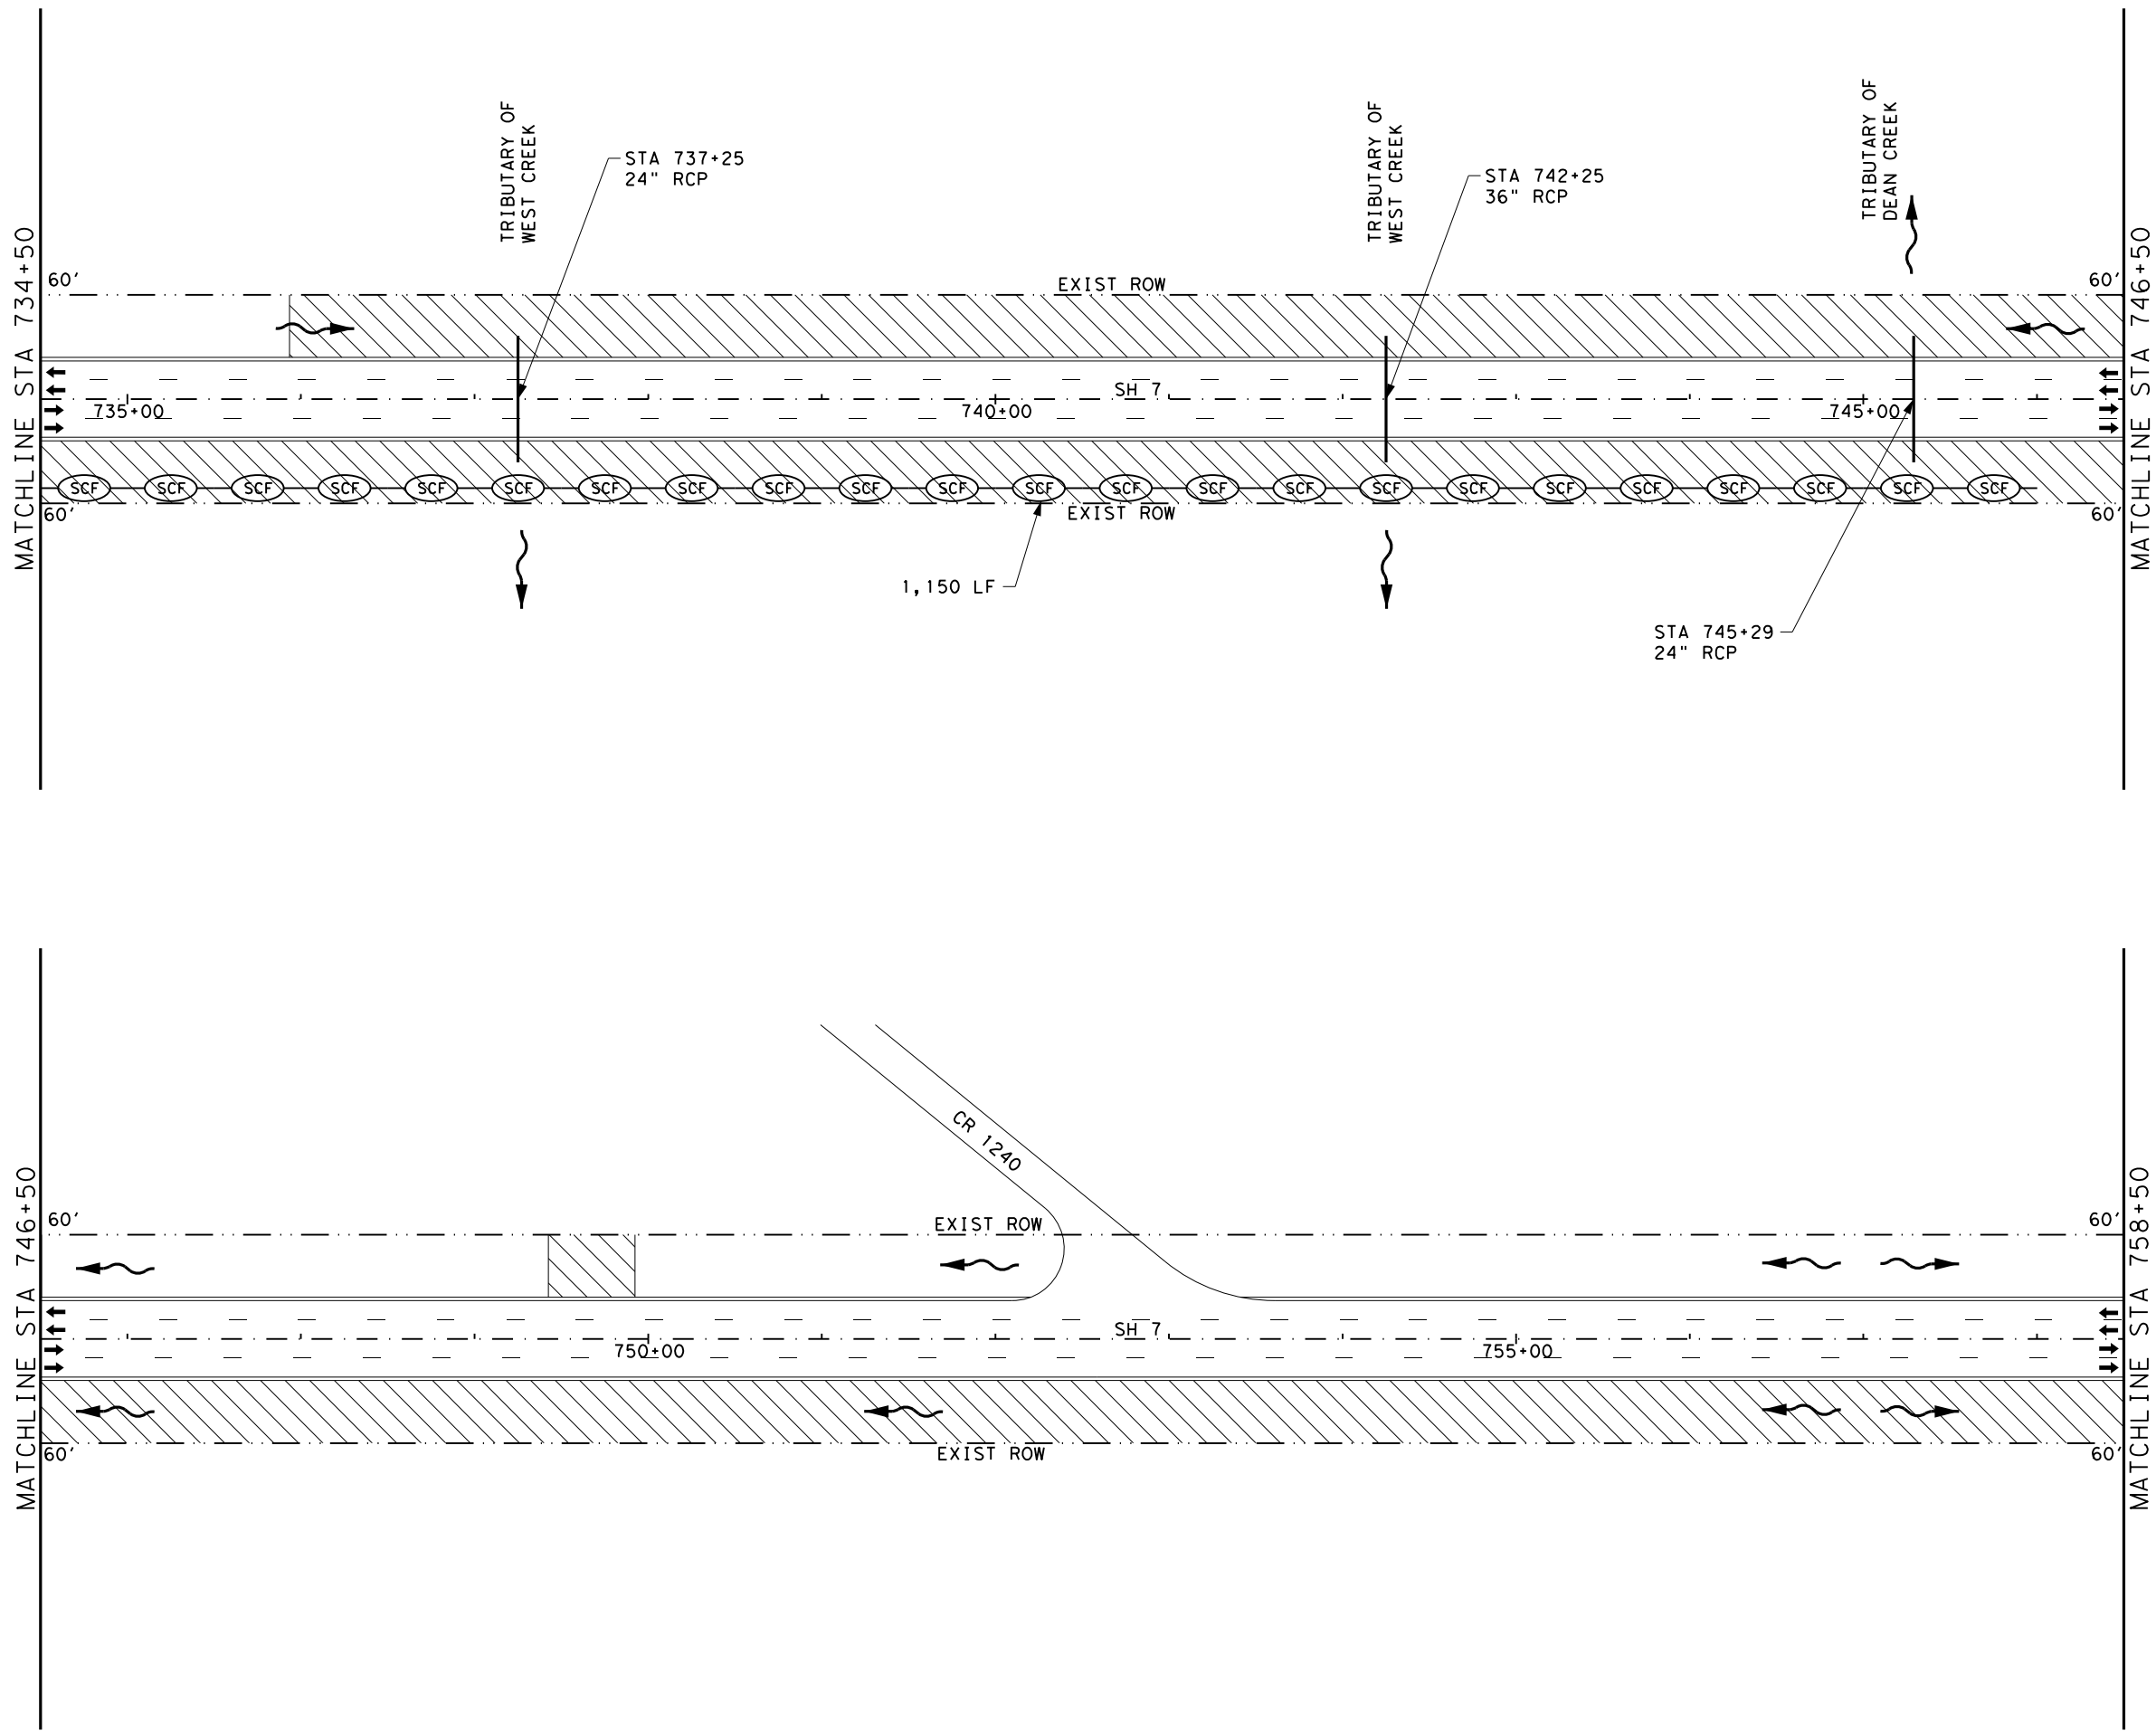 TRIBUTARY OF
WEST CREEK
STA 737+25
24" RCP
TRIBUTARY OF
WEST CREEK
STA 742+25
36" RCP
TRIBUTARY OF
DEAN CREEK
MATCHLINE STA 734+50
60'
EXIST ROW
60'
MATCHLINE STA 746+50
SH 7
735+00
740+00
745+00
SCF SCF SCF SCF SCF SCF SCF SCF SCF SCF SCF SCF SCF SCF SCF SCF SCF SCF SCF SCF SCF SCF SCF
60'
EXIST ROW
60'
1,150 LF
STA 745+29
24" RCP
CR 1240
MATCHLINE STA 746+50
60'
EXIST ROW
60'
MATCHLINE STA 758+50
SH 7
750+00
755+00
60'
EXIST ROW
60'